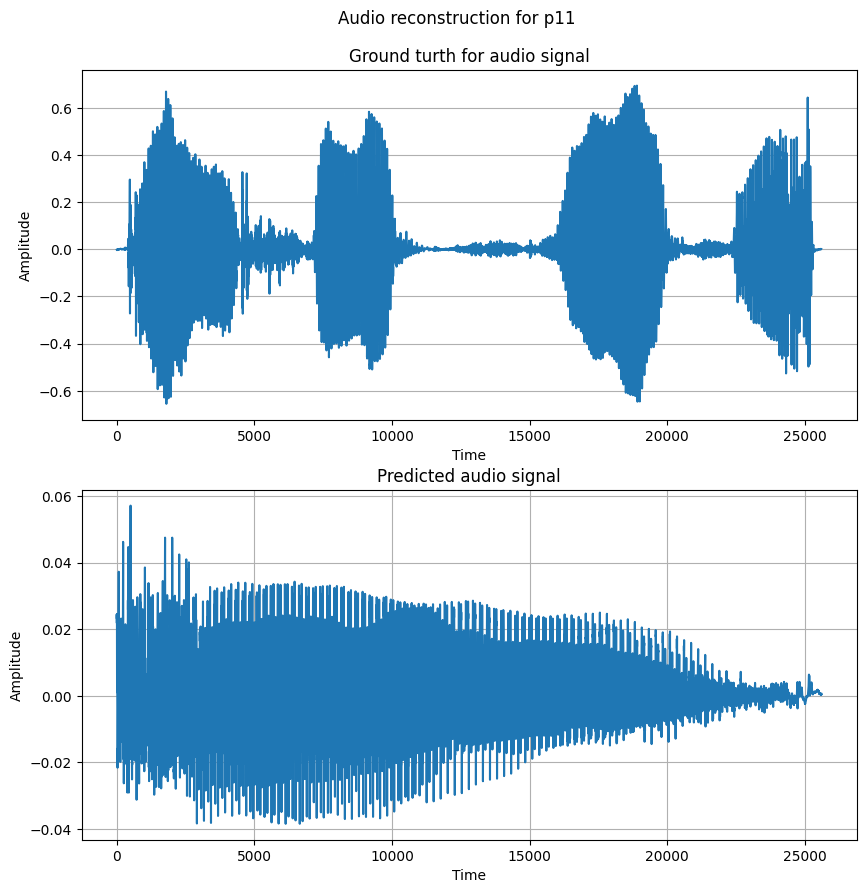 Audio reconstruction for p11
Ground turth for audio signal
0.6
0.4
0.2
0.0
−0.2
−0.4
−0.6
Amplitude
0 5000 10000 15000 20000 25000
Time
Predicted audio signal
0.06
0.04
0.02
0.00
−0.02
−0.04
Amplitude
0 5000 10000 15000 20000 25000
Time